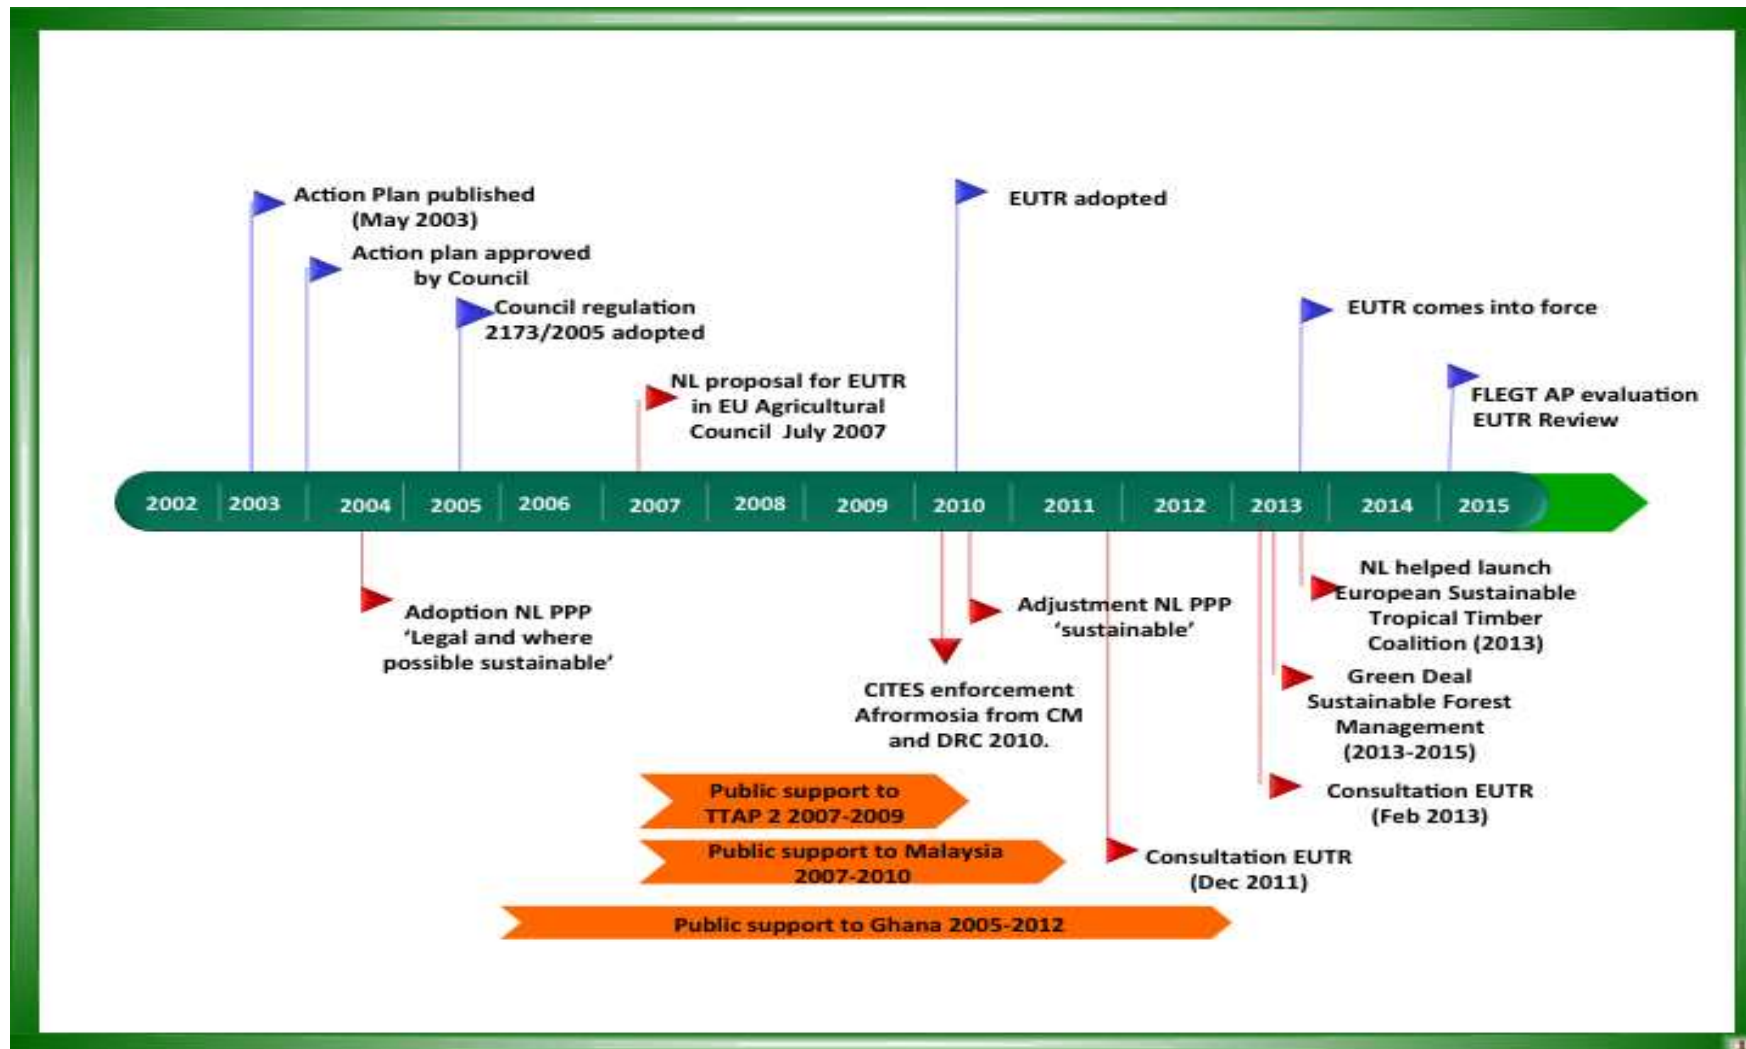 Action Plan published
(May 2003)
Action plan approved
by Council
Council regulation
2173/2005 adopted
NL proposal for EUTR
in EU Agricultural
Council July 2007
EUTR adopted
EUTR comes into force
FLEGT AP evaluation
EUTR Review
2002 2003 2004 2005 2006 2007 2008 2009 2010 2011 2012 2013 2014 2015
Adoption NL PPP
‘Legal and where
possible sustainable’
Adjustment NL PPP
‘sustainable’
CITES enforcement
Afrormosia from CM
and DRC 2010.
NL helped launch
European Sustainable
Tropical Timber
Coalition (2013)
Green Deal
Sustainable Forest
Management
(2013-2015)
Consultation EUTR
(Feb 2013)
Consultation EUTR
(Dec 2011)
Public support to
TTAP 2 2007-2009
Public support to Malaysia
2007-2010
Public support to Ghana 2005-2012